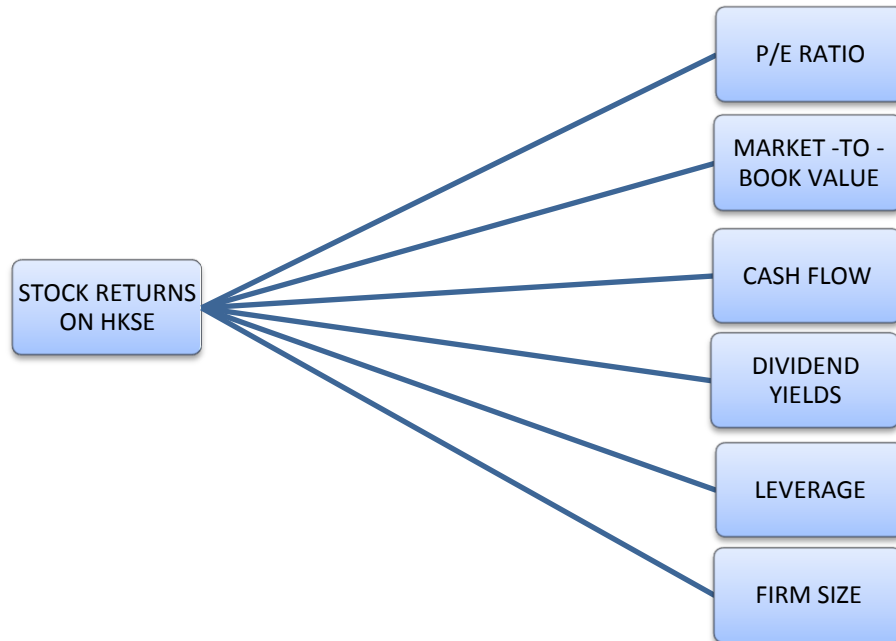 P/E RATIO
MARKET -TO -
BOOK VALUE
STOCK RETURNS
ON HKSE
CASH FLOW
DIVIDEND
YIELDS
LEVERAGE
FIRM SIZE